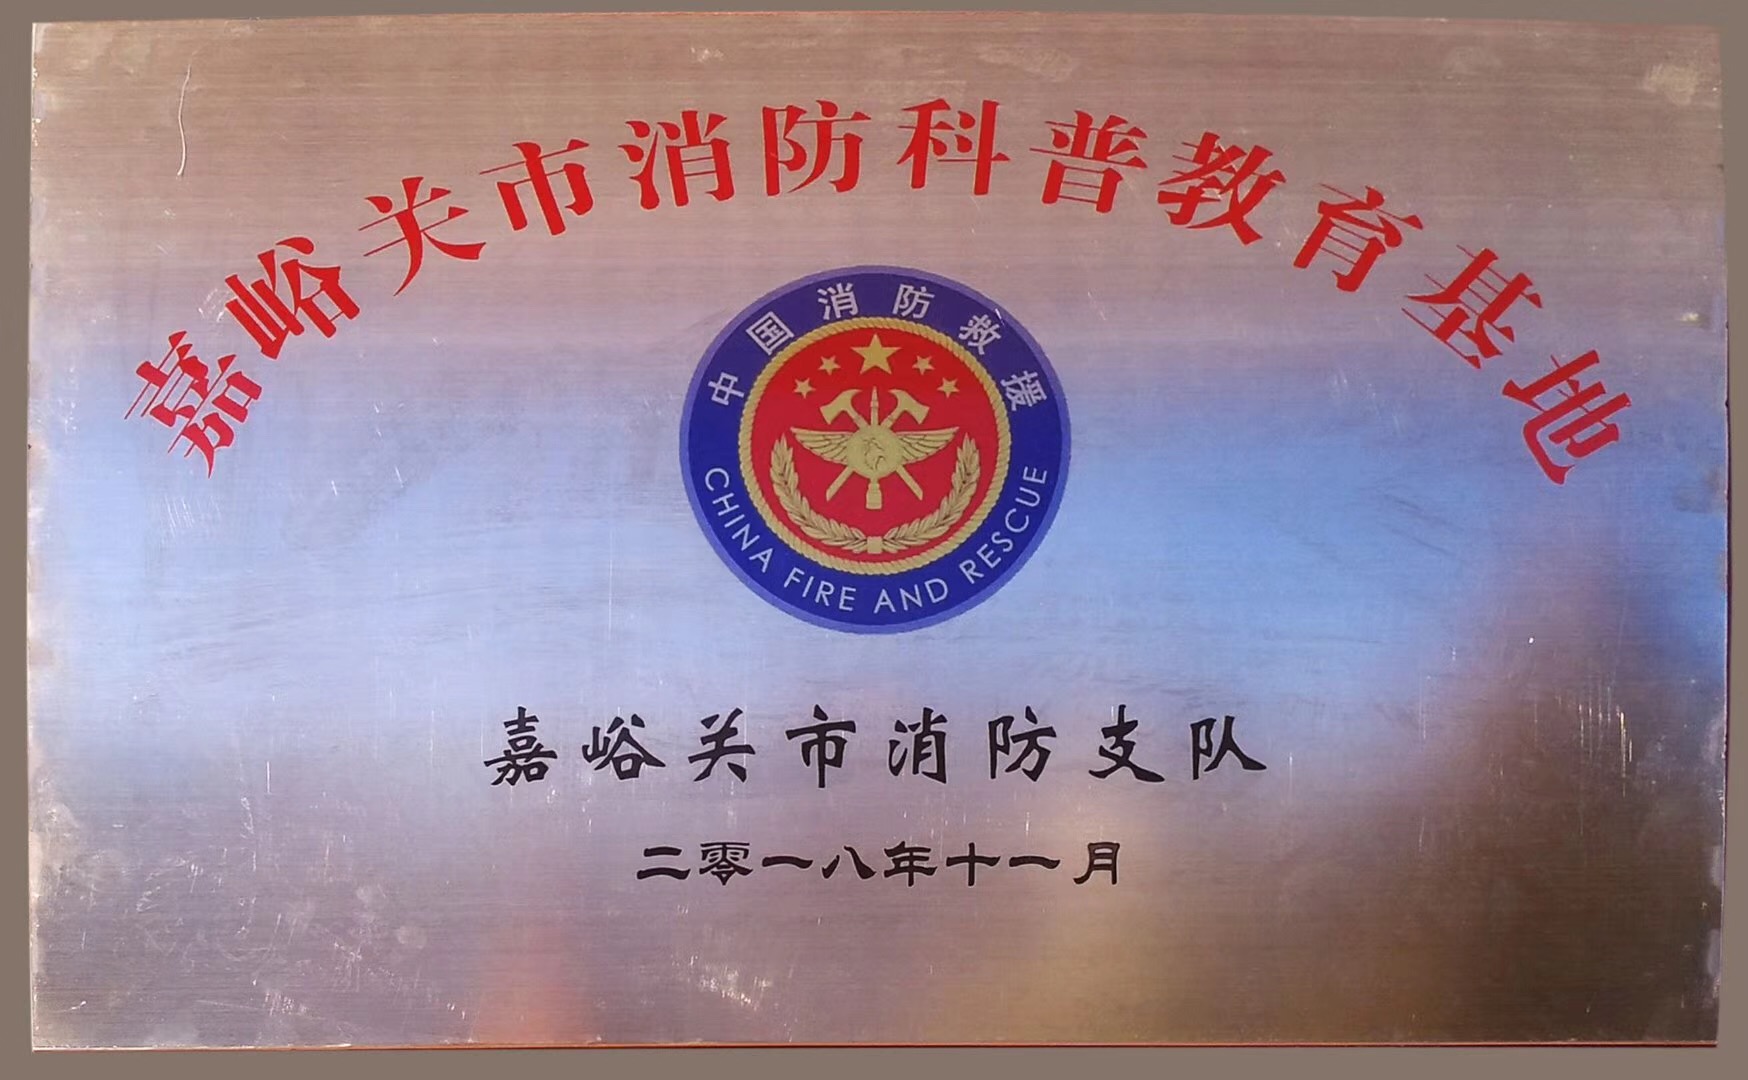 嘉峪关市消防科普教育基地
中国消防救援
CHINA FIRE AND RESCUE
嘉峪关市消防支队
二零一八年十一月